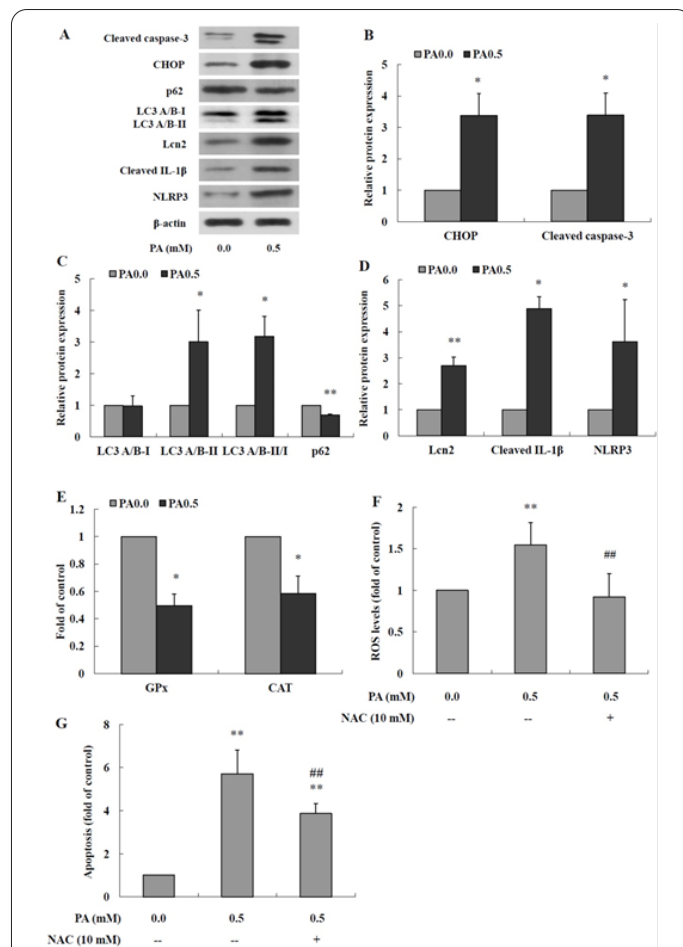 A
Cleaved caspase-3
CHOP
p62
LC3 A/B-I
LC3 A/B-II
Lcn2
Cleaved IL-1β
NLRP3
β-actin
PA (mM) 0.0 0.5
B
PA0.0 PA0.5
Relative protein expression
5
4
3
2
1
0
* *
CHOP Cleaved caspase-3
C
PA0.0 PA0.5
Relative protein expression
5
4
3
2
1
0
* * **
LC3 A/B-I LC3 A/B-II LC3 A/B-II/I p62
D
PA0.0 PA0.5
Relative protein expression
6
5
4
3
2
1
0
** * *
Lcn2 Cleaved IL-1β NLRP3
E
PA0.0 PA0.5
Fold of control
1.2
1
0.8
0.6
0.4
0.2
0
* *
GPx CAT
F
ROS levels (fold of control)
2
1.5
1
0.5
0
** ##
PA (mM) 0.0 0.5 0.5
NAC (10 mM) -- -- +
G
Apoptosis (fold of control)
8
6
4
2
0
** ##
**
PA (mM) 0.0 0.5 0.5
NAC (10 mM) -- -- +